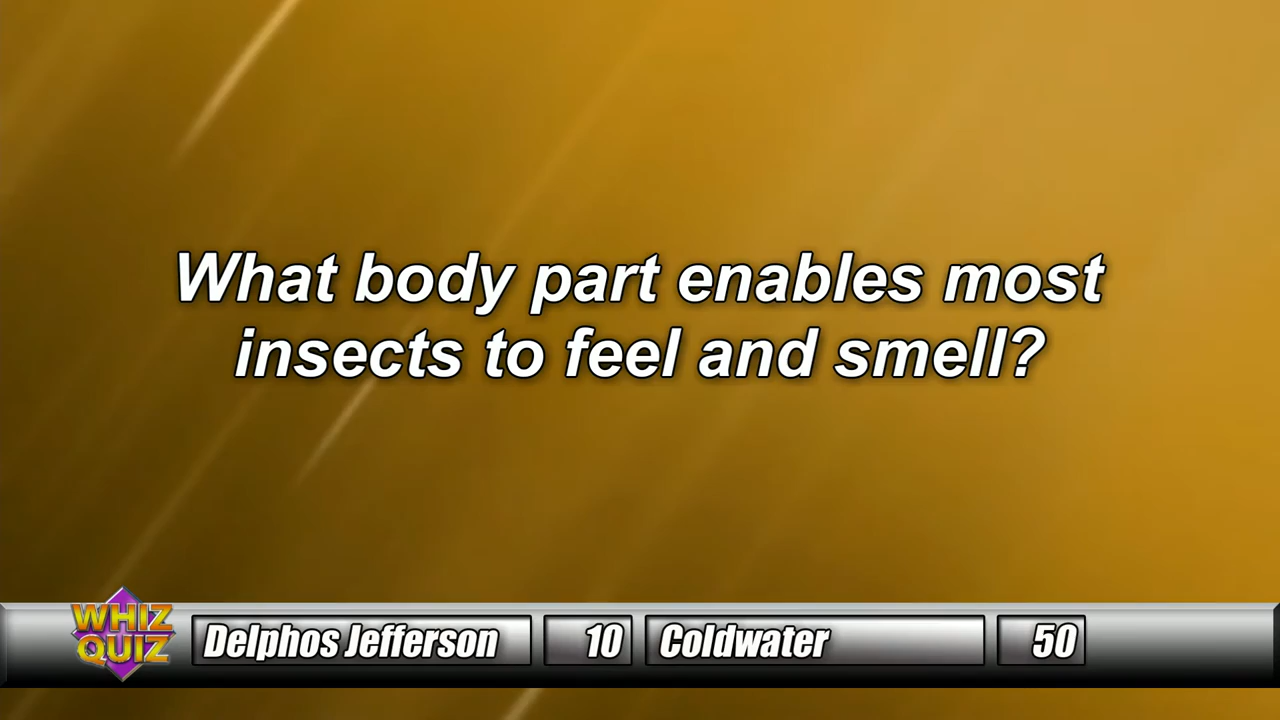 What body part enables most
insects to feel and smell?
WHIZ
QUIZ
Delphos Jefferson 10 Coldwater 50